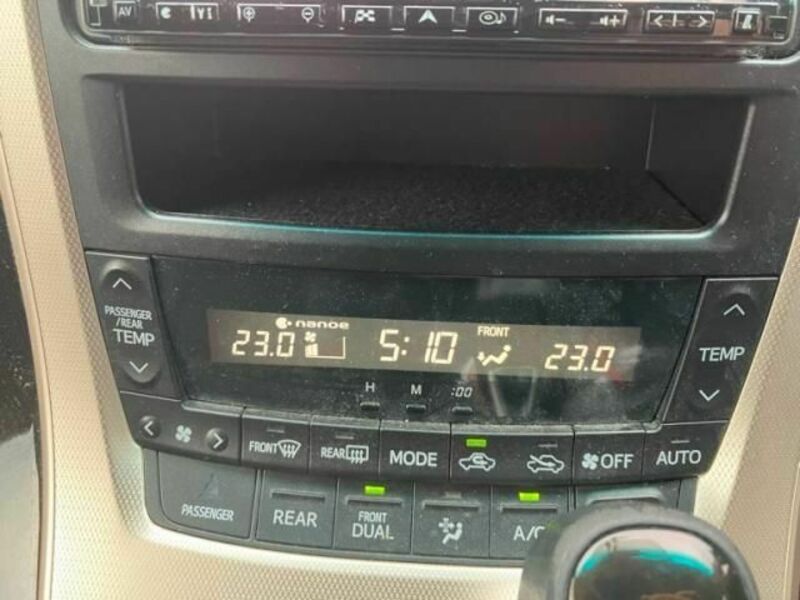 AV
PASSENGER
/REAR
TEMP
nanoe
23.0 5:10 FRONT 23.0
H M :00
TEMP
FRONT REAR MODE OFF AUTO
PASSENGER REAR FRONT
DUAL A/C